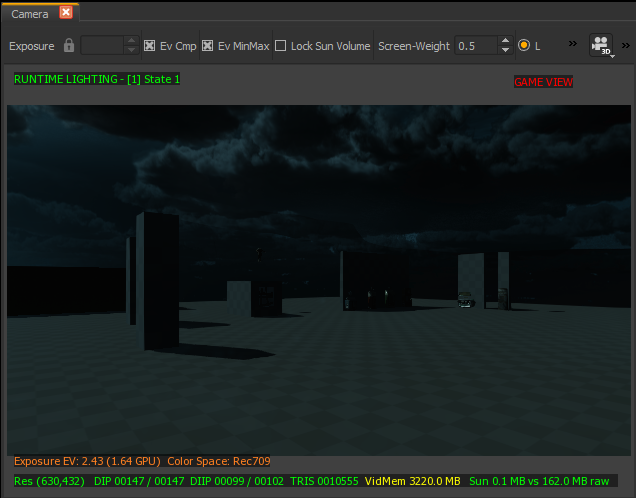 Camera
Exposure Ev Cmp Ev MinMax Lock Sun Volume Screen-Weight 0.5 L » 3D »
RUNTIME LIGHTING - [1] State 1
GAME VIEW
Exposure EV: 2.43 (1.64 GPU) Color Space: Rec709
Res (630,432) DIP 00147 / 00147 DIIP 00099 / 00102 TRIS 0010555 VidMem 3220.0 MB Sun 0.1 MB vs 162.0 MB raw